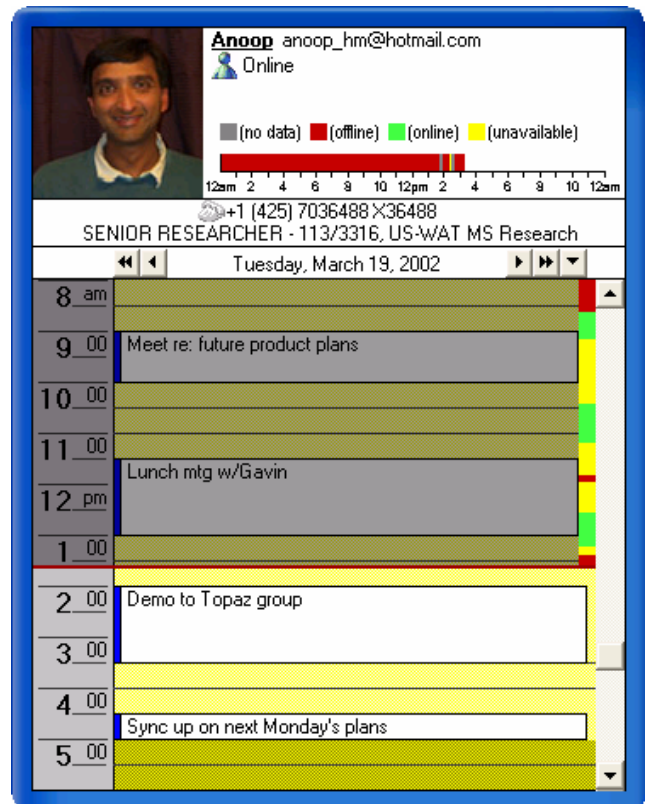 Anoop anoop_hm@hotmail.com
Online
(no data) (offline) (online) (unavailable)
12am 2 4 6 8 10 12pm 2 4 6 8 10 12am
+1 (425) 7036488 X36488
SENIOR RESEARCHER - 113/3316, US-WAT MS Research
Tuesday, March 19, 2002
8 am
9 00 Meet re: future product plans
10 00
11 00
Lunch mtg w/Gavin
12 pm
1 00
2 00 Demo to Topaz group
3 00
4 00
Sync up on next Monday's plans
5 00